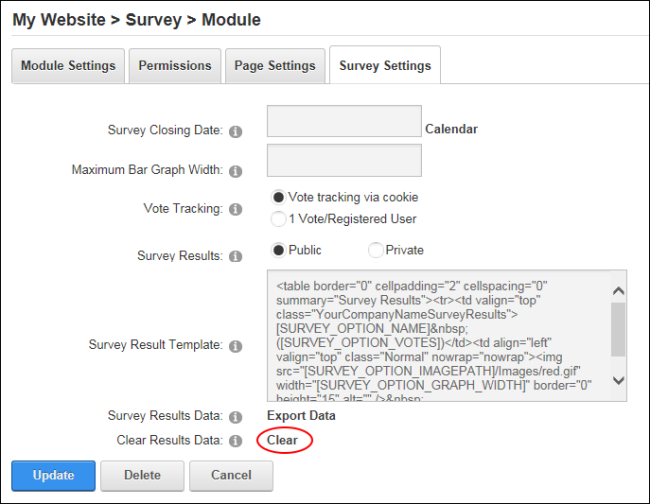 My Website > Survey > Module
Module Settings
Permissions
Page Settings
Survey Settings
Survey Closing Date:
Calendar
Maximum Bar Graph Width:
Vote Tracking:
Vote tracking via cookie
1 Vote/Registered User
Survey Results:
Public
Private
Survey Result Template:
<table border="0" cellpadding="2" cellspacing="0"
summary="Survey Results"><tr><td valign="top"
class="YourCompanyNameSurveyResults">
[SURVEY_OPTION_NAME]&nbsp;
([SURVEY_OPTION_VOTES])</td><td align="left"
valign="top" class="Normal" nowrap="nowrap"><img
src="[SURVEY_OPTION_IMAGEPATH]/Images/red.gif"
width="[SURVEY_OPTION_GRAPH_WIDTH]" border="0"
height="15" alt="" />&nbsp;
Survey Results Data:
Export Data
Clear Results Data:
Clear
Update
Delete
Cancel